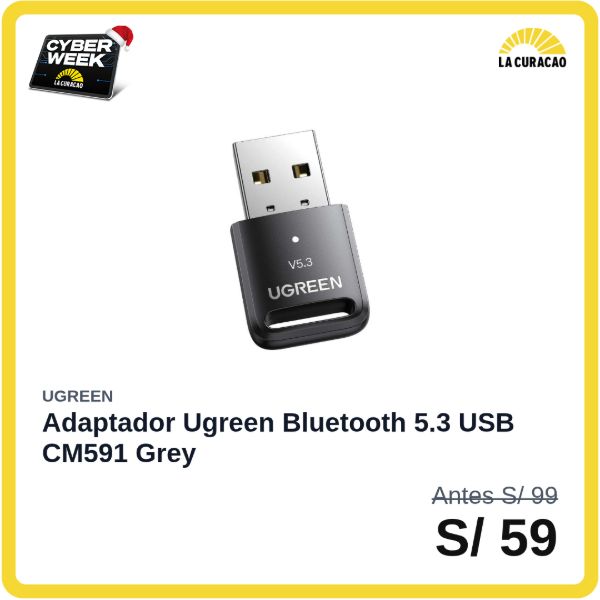 CYBER
WEEK
LA CURACAO
LA CURACAO
V5.3
UGREEN
UGREEN
Adaptador Ugreen Bluetooth 5.3 USB
CM591 Grey
Antes S/ 99
S/ 59